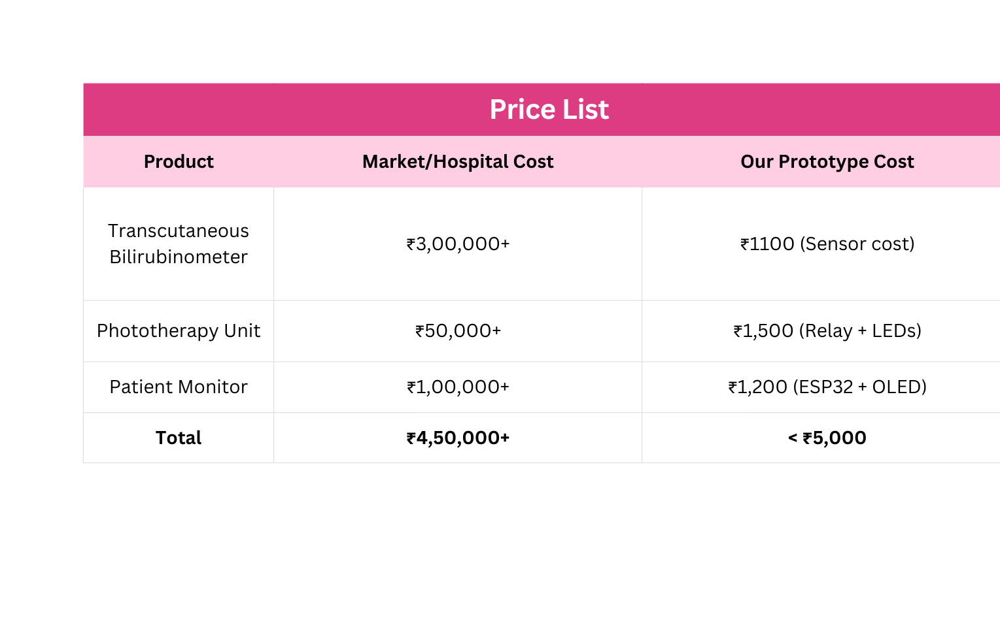 Price List
Product Market/Hospital Cost Our Prototype Cost
Transcutaneous
Bilirubinometer ₹3,00,000+ ₹1100 (Sensor cost)
Phototherapy Unit ₹50,000+ ₹1,500 (Relay + LEDs)
Patient Monitor ₹1,00,000+ ₹1,200 (ESP32 + OLED)
Total ₹4,50,000+ < ₹5,000